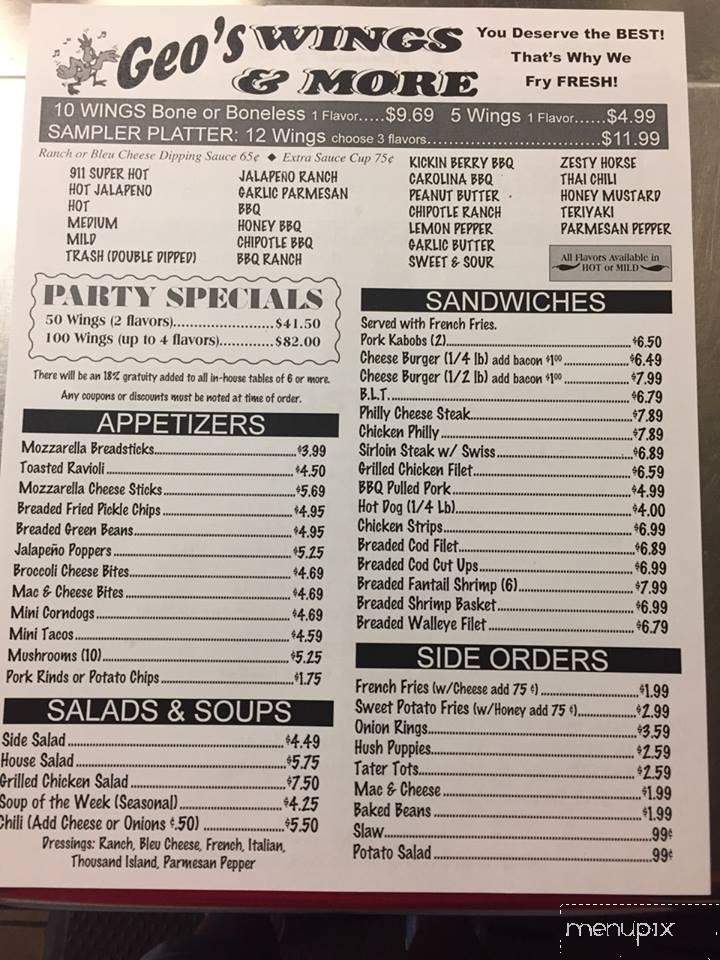 Geo's WINGS & MORE
You Deserve the BEST!
That's Why We
Fry FRESH!
10 WINGS Bone or Boneless 1 Flavor.....$9.69 5 Wings 1 Flavor......$4.99
SAMPLER PLATTER: 12 Wings choose 3 flavors..............................$11.99
Ranch or Bleu Cheese Dipping Sauce 65¢ ◆ Extra Sauce Cup 75¢
911 SUPER HOT
HOT JALAPENO
HOT
MEDIUM
MILD
TRASH (DOUBLE DIPPED)
JALAPEÑO RANCH
GARLIC PARMESAN
BBQ
HONEY BBQ
CHIPOTLE BBQ
BBQ RANCH
KICKIN BERRY BBQ
CAROLINA BBQ
PEANUT BUTTER
CHIPOTLE RANCH
LEMON PEPPER
GARLIC BUTTER
SWEET & SOUR
ZESTY HORSE
THAI CHILI
HONEY MUSTARD
TERIYAKI
PARMESAN PEPPER
All Flavors Available in
HOT or MILD
PARTY SPECIALS
50 Wings (2 flavors)........................$41.50
100 Wings (up to 4 flavors).............$82.00
There will be an 18% gratuity added to all in-house tables of 6 or more.
Any coupons or discounts must be noted at time of order.
APPETIZERS
Mozzarella Breadsticks.......................$3.99
Toasted Ravioli.......................$4.50
Mozzarella Cheese Sticks.......................$5.69
Breaded Fried Pickle Chips.......................$4.95
Breaded Green Beans.......................$4.95
Jalapeño Poppers.......................$5.25
Broccoli Cheese Bites.......................$4.69
Mac & Cheese Bites.......................$4.69
Mini Corndogs.......................$4.69
Mini Tacos.......................$4.59
Mushrooms (10).......................$5.25
Pork Rinds or Potato Chips.......................$1.75
SALADS & SOUPS
Side Salad.......................$4.49
House Salad.......................$5.75
Grilled Chicken Salad.......................$7.50
Soup of the Week (Seasonal).......................$4.25
Chili (Add Cheese or Onions ¢.50).......................$5.50
Dressings: Ranch, Bleu Cheese, French, Italian,
Thousand Island, Parmesan Pepper
SANDWICHES
Served with French Fries.
Pork Kabobs (2).......................$6.50
Cheese Burger (1/4 lb) add bacon $1.00.......................$6.49
Cheese Burger (1/2 lb) add bacon $1.00.......................$7.99
B.L.T........................$6.79
Philly Cheese Steak.......................$7.89
Chicken Philly.......................$7.89
Sirloin Steak w/ Swiss.......................$6.89
Grilled Chicken Filet.......................$6.59
BBQ Pulled Pork.......................$4.99
Hot Dog (1/4 Lb).......................$4.00
Chicken Strips.......................$6.99
Breaded Cod Filet.......................$6.89
Breaded Cod Cut Ups.......................$6.99
Breaded Fantail Shrimp (6).......................$7.99
Breaded Shrimp Basket.......................$6.99
Breaded Walleye Filet.......................$6.79
SIDE ORDERS
French Fries (w/Cheese add 75 ¢).......................$1.99
Sweet Potato Fries (w/Honey add 75 ¢).......................$2.99
Onion Rings.......................$3.59
Hush Puppies.......................$2.59
Tater Tots.......................$2.59
Mac & Cheese.......................$1.99
Baked Beans.......................$1.99
Slaw.......................99¢
Potato Salad.......................99¢
menupix